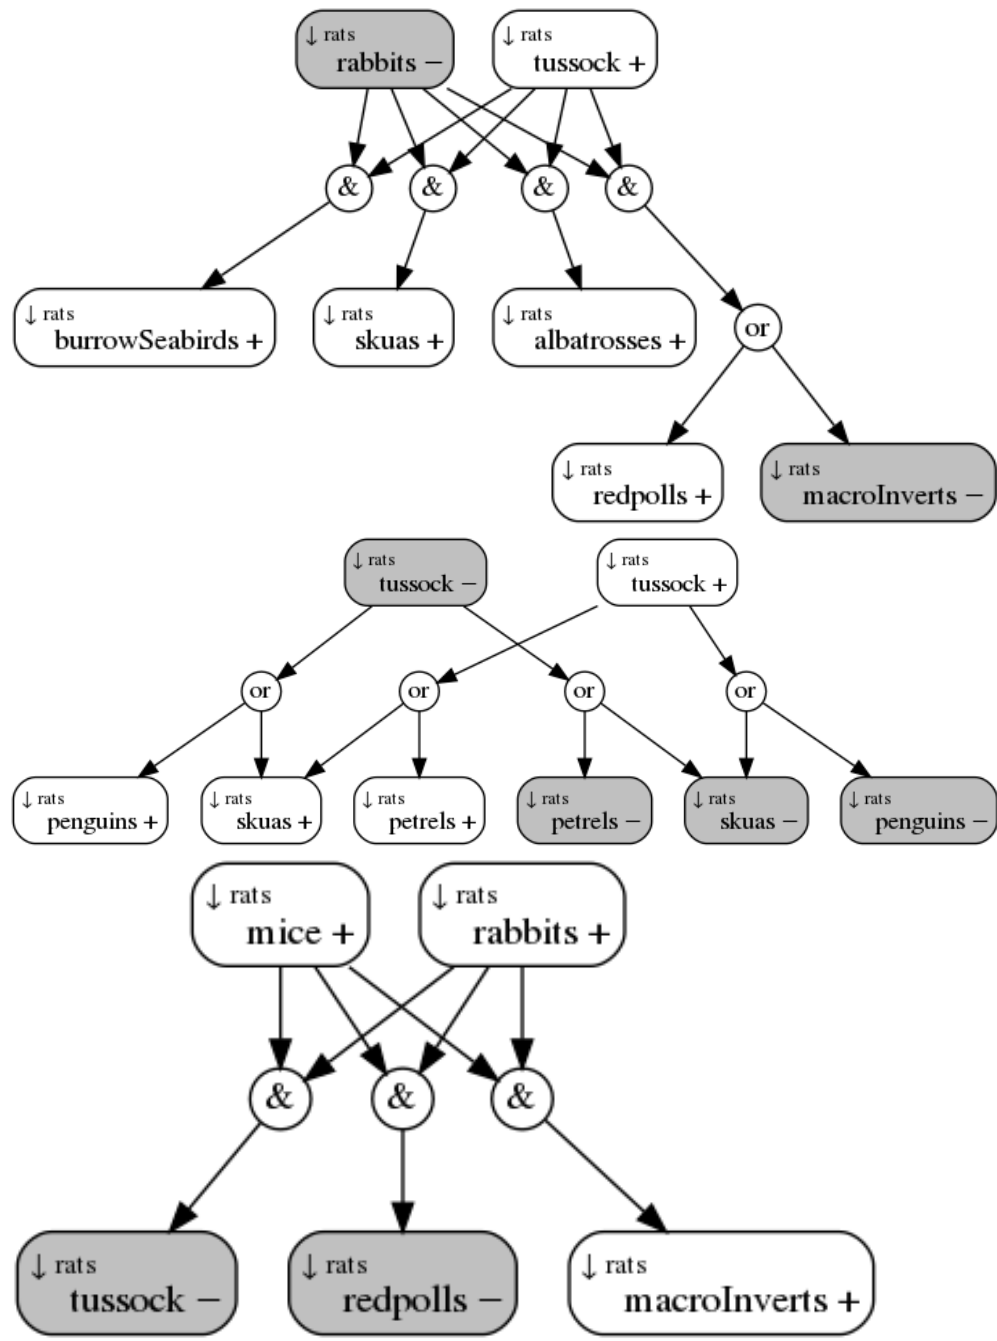 ↓ rats
rabbits −
↓ rats
tussock +
& & & &
↓ rats
burrowSeabirds +
↓ rats
skuas +
↓ rats
albatrosses +
or
↓ rats
redpolls +
↓ rats
macroInverts −
↓ rats
tussock −
↓ rats
tussock +
or or or or
↓ rats
penguins +
↓ rats
skuas +
↓ rats
petrels +
↓ rats
petrels −
↓ rats
skuas −
↓ rats
penguins −
↓ rats
mice +
↓ rats
rabbits +
& & &
↓ rats
tussock −
↓ rats
redpolls −
↓ rats
macroInverts +